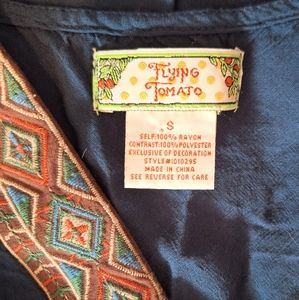 FLYING
TOMATO
S
SELF:100% RAYON
CONTRAST:100% POLYESTER
EXCLUSIVE OF DECORATION
STYLE#ID10295
MADE IN CHINA
SEE REVERSE FOR CARE